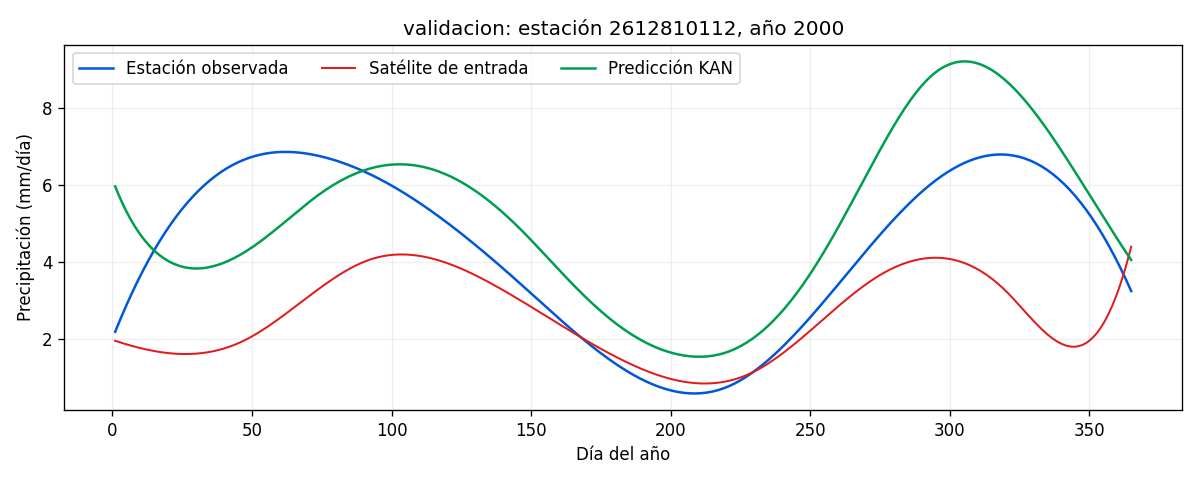 validacion: estación 2612810112, año 2000
Estación observada
Satélite de entrada
Predicción KAN
Precipitación (mm/día)
8
6
4
2
0
50
100
150
200
250
300
350
Día del año